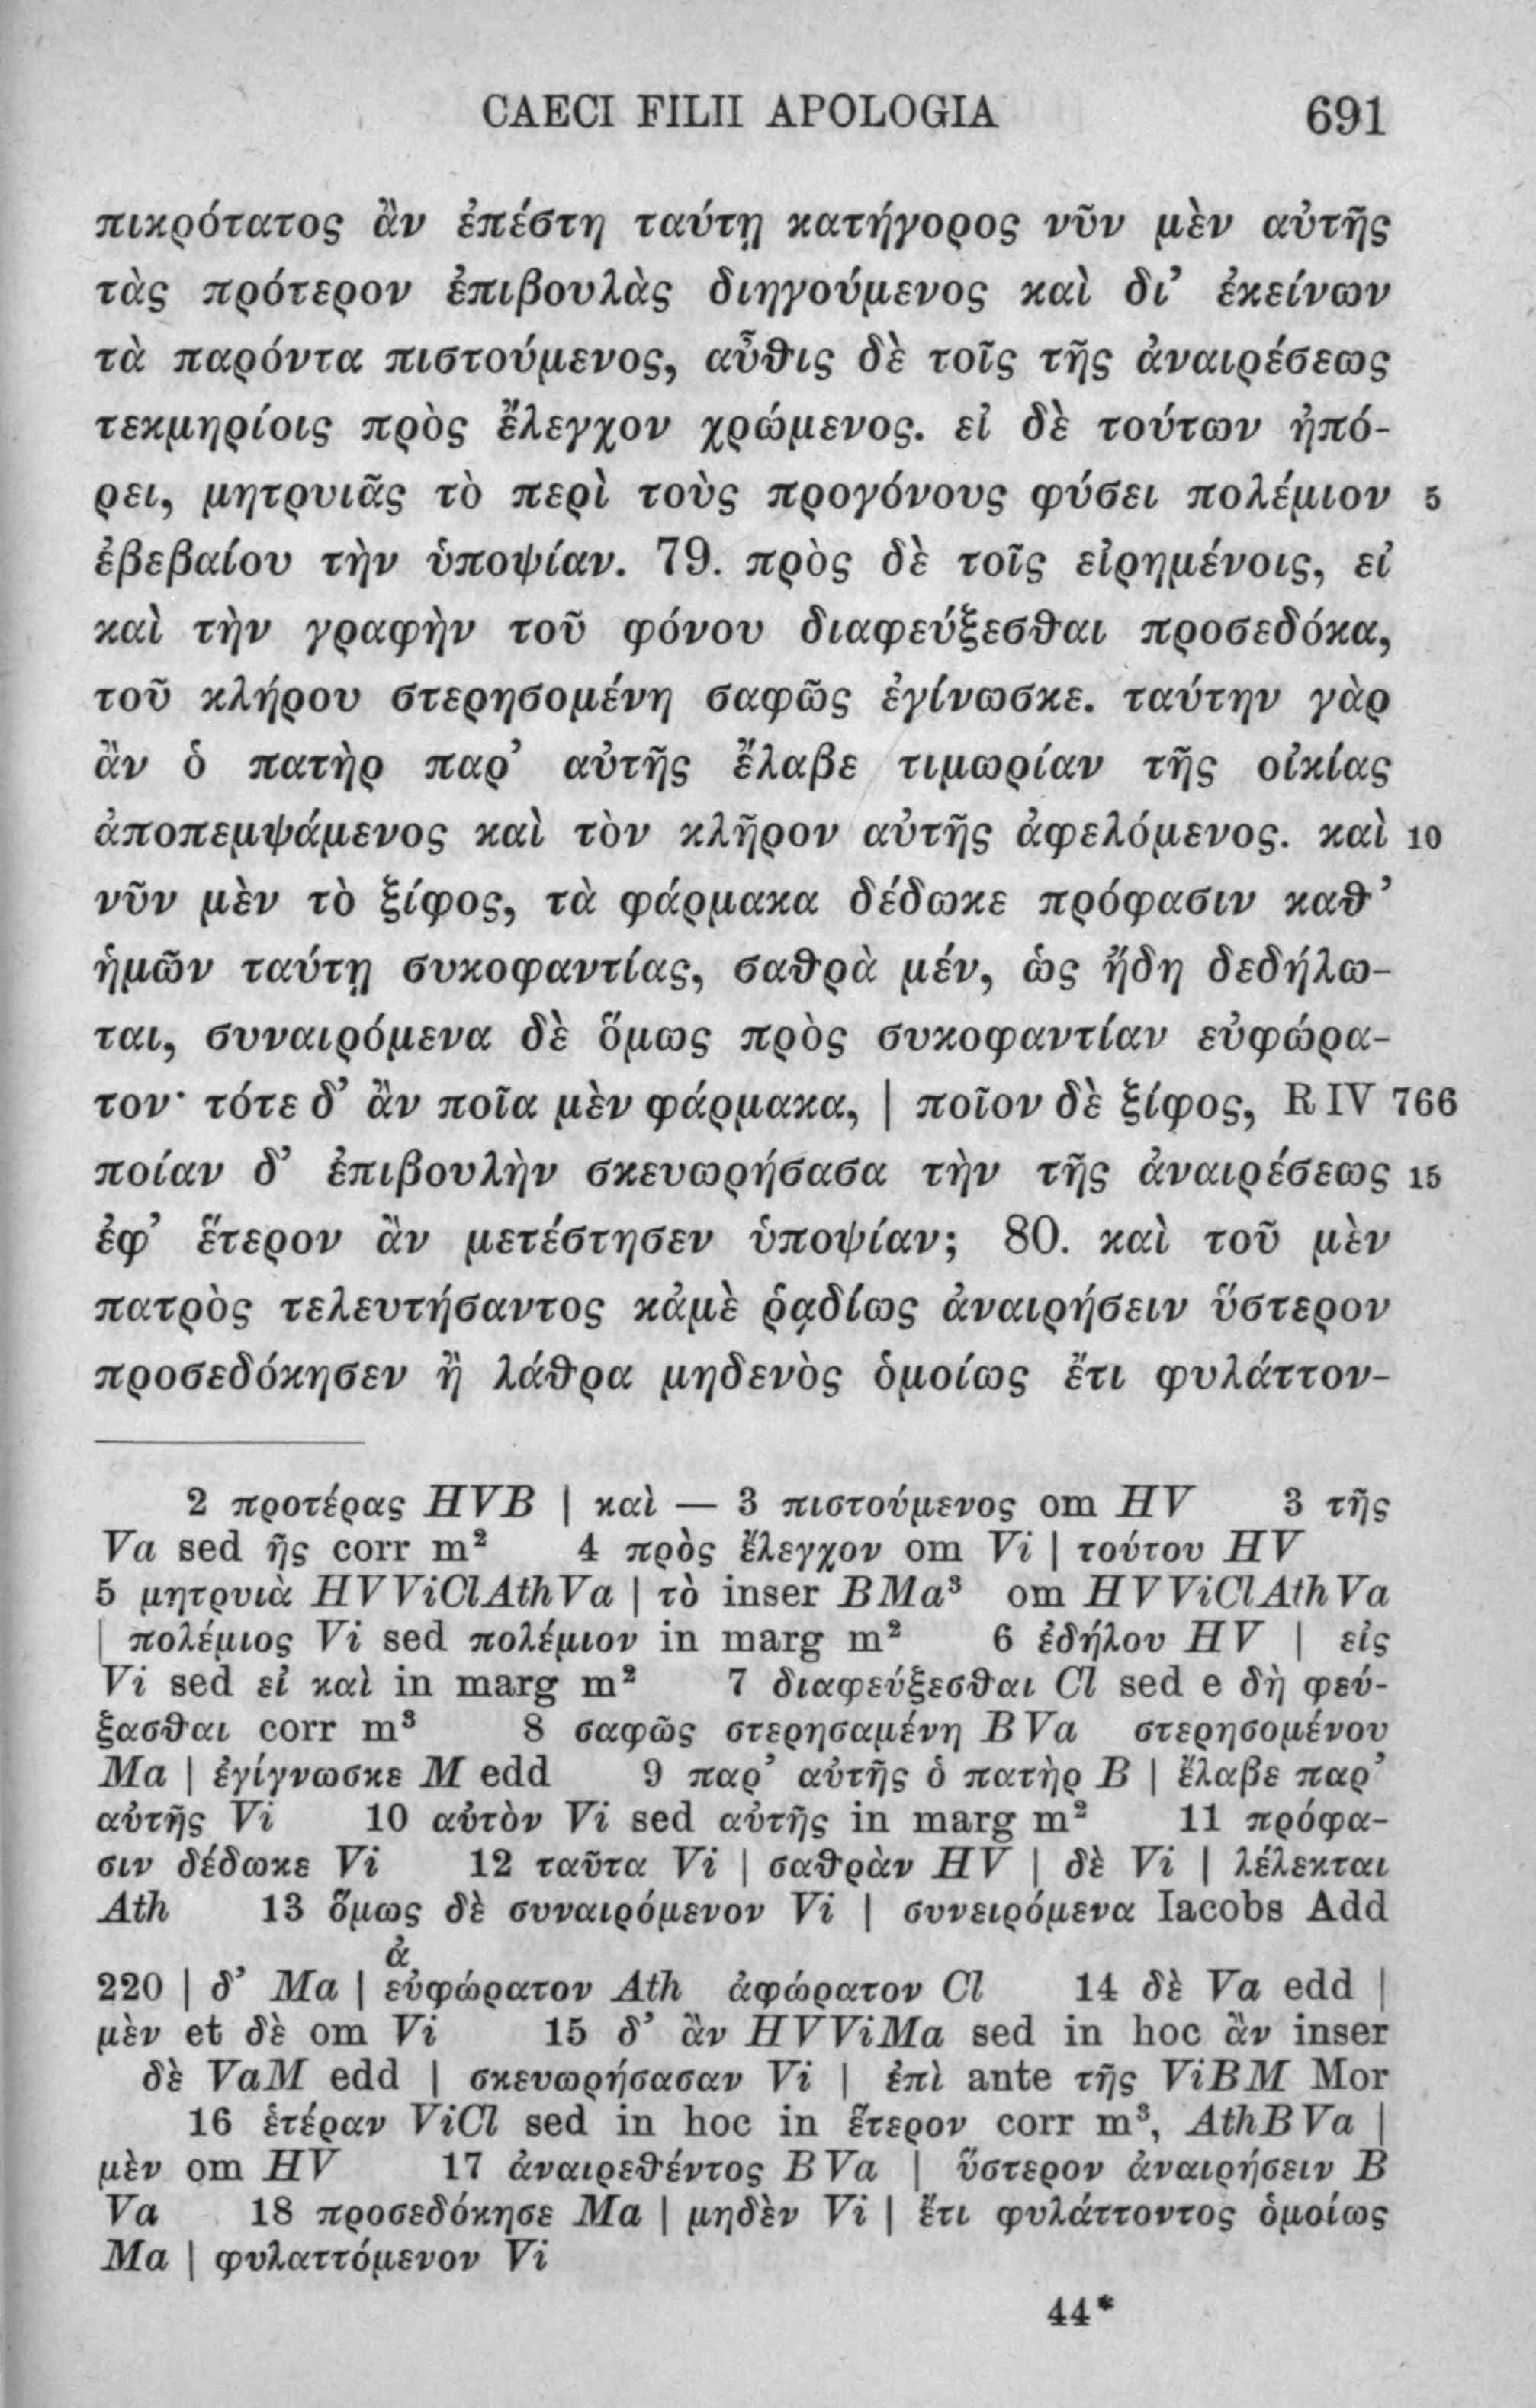 CAECI FILII APOLOGIA 691
πικρότατος ἂν ἐπέστη ταύτῃ κατήγορος νῦν μὲν αὐτῆς
τὰς πρότερον ἐπιβουλὰς διηγούμενος καὶ δι’ ἐκείνων
τὰ παρόντα πιστούμενος, αὖθις δὲ τοῖς τῆς ἀναιρέσεως
τεκμηρίοις πρὸς ἔλεγχον χρώμενος. εἰ δὲ τούτων ἠπό-
ρει, μητρυιᾶς τὸ περὶ τοὺς προγόνους φύσει πολέμιον 5
ἐβεβαίου τὴν ὑποψίαν. 79. πρὸς δὲ τοῖς εἰρημένοις, εἰ
καὶ τὴν γραφὴν τοῦ φόνου διαφεύξεσθαι προσεδόκα,
τοῦ κλήρου στερησομένη σαφῶς ἐγίνωσκε. ταύτην γὰρ
ἂν ὁ πατὴρ παρ’ αὐτῆς ἔλαβε τιμωρίαν τῆς οἰκίας
ἀποπεμψάμενος καὶ τὸν κλῆρον αὐτῆς ἀφελόμενος. καὶ 10
νῦν μὲν τὸ ξίφος, τὰ φάρμακα δέδωκε πρόφασιν καθ’
ἡμῶν ταύτῃ συκοφαντίας, σαθρὰ μέν, ὡς ἤδη δεδήλω-
ται, συναιρόμενα δὲ ὅμως πρὸς συκοφαντίαν εὐφώρα-
τον· τότε δ’ ἂν ποῖα μὲν φάρμακα, | ποῖον δὲ ξίφος, R IV 766
ποίαν δ’ ἐπιβουλὴν σκευωρήσασα τὴν τῆς ἀναιρέσεως 15
ἐφ’ ἕτερον ἂν μετέστησεν ὑποψίαν; 80. καὶ τοῦ μὲν
πατρὸς τελευτήσαντος κἀμὲ ῥᾳδίως ἀναιρήσειν ὕστερον
προσεδόκησεν ἢ λάθρα μηδενὸς ὁμοίως ἔτι φυλάττον-
2 προτέρας HVB | καὶ — 3 πιστούμενος om HV 3 τῆς
Va sed ῆς corr m² 4 πρὸς ἔλεγχον om Vi | τούτου HV
5 μητρυιὰ HVViClAthVa | τὸ inser BMa³ om HVViClAthVa
| πολέμιος Vi sed πολέμιον in marg m² 6 ἐδήλου HV | εἰς
Vi sed εἰ καὶ in marg m² 7 διαφεύξεσθαι Cl sed e δὴ φεύ-
ξασθαι corr m³ 8 σαφῶς στερησαμένη BVa στερησομένου
Ma | ἐγίγνωσκε M edd 9 παρ’ αὐτῆς ὁ πατὴρ B | ἔλαβε παρ’
αὐτῆς Vi 10 αὐτὸν Vi sed αὐτῆς in marg m² 11 πρόφα-
σιν δέδωκε Vi 12 ταῦτα Vi | σαθρὰν HV | δὲ Vi | λέλεκται
Ath 13 ὅμως δὲ συναιρόμενον Vi | συνειρόμενα Iacobs Add
ἀ
220 | δ’ Ma | εὐφώρατον Ath ἀφώρατον Cl 14 δὲ Va edd |
μὲν et δὲ om Vi 15 δ’ ἂν HVViMa sed in hoc ἂν inser
δὲ VaM edd | σκευωρήσασαν Vi | ἐπὶ ante τῆς ViBM Mor
16 ἑτέραν ViCl sed in hoc in ἕτερον corr m³, AthBVa |
μὲν om HV 17 ἀναιρεθέντος BVa | ὕστερον ἀναιρήσειν B
Va 18 προσεδόκησε Ma | μηδὲν Vi | ἔτι φυλάττοντος ὁμοίως
Ma | φυλαττόμενον Vi
44*